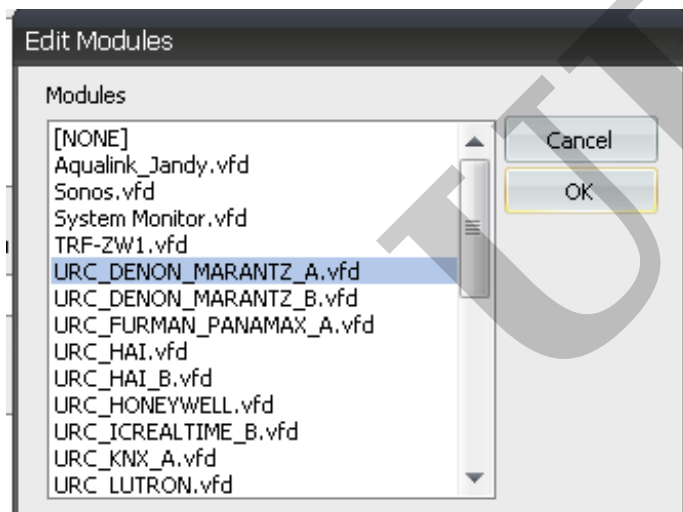 Edit Modules
Modules
[NONE]
Aqualink_Jandy.vfd
Sonos.vfd
System Monitor.vfd
TRF-ZW1.vfd
URC_DENON_MARANTZ_A.vfd
URC_DENON_MARANTZ_B.vfd
URC_FURMAN_PANAMAX_A.vfd
URC_HAI.vfd
URC_HAI_B.vfd
URC_HONEYWELL.vfd
URC_ICREALTIME_B.vfd
URC_KNX_A.vfd
URC_LUTRON.vfd
Cancel
OK